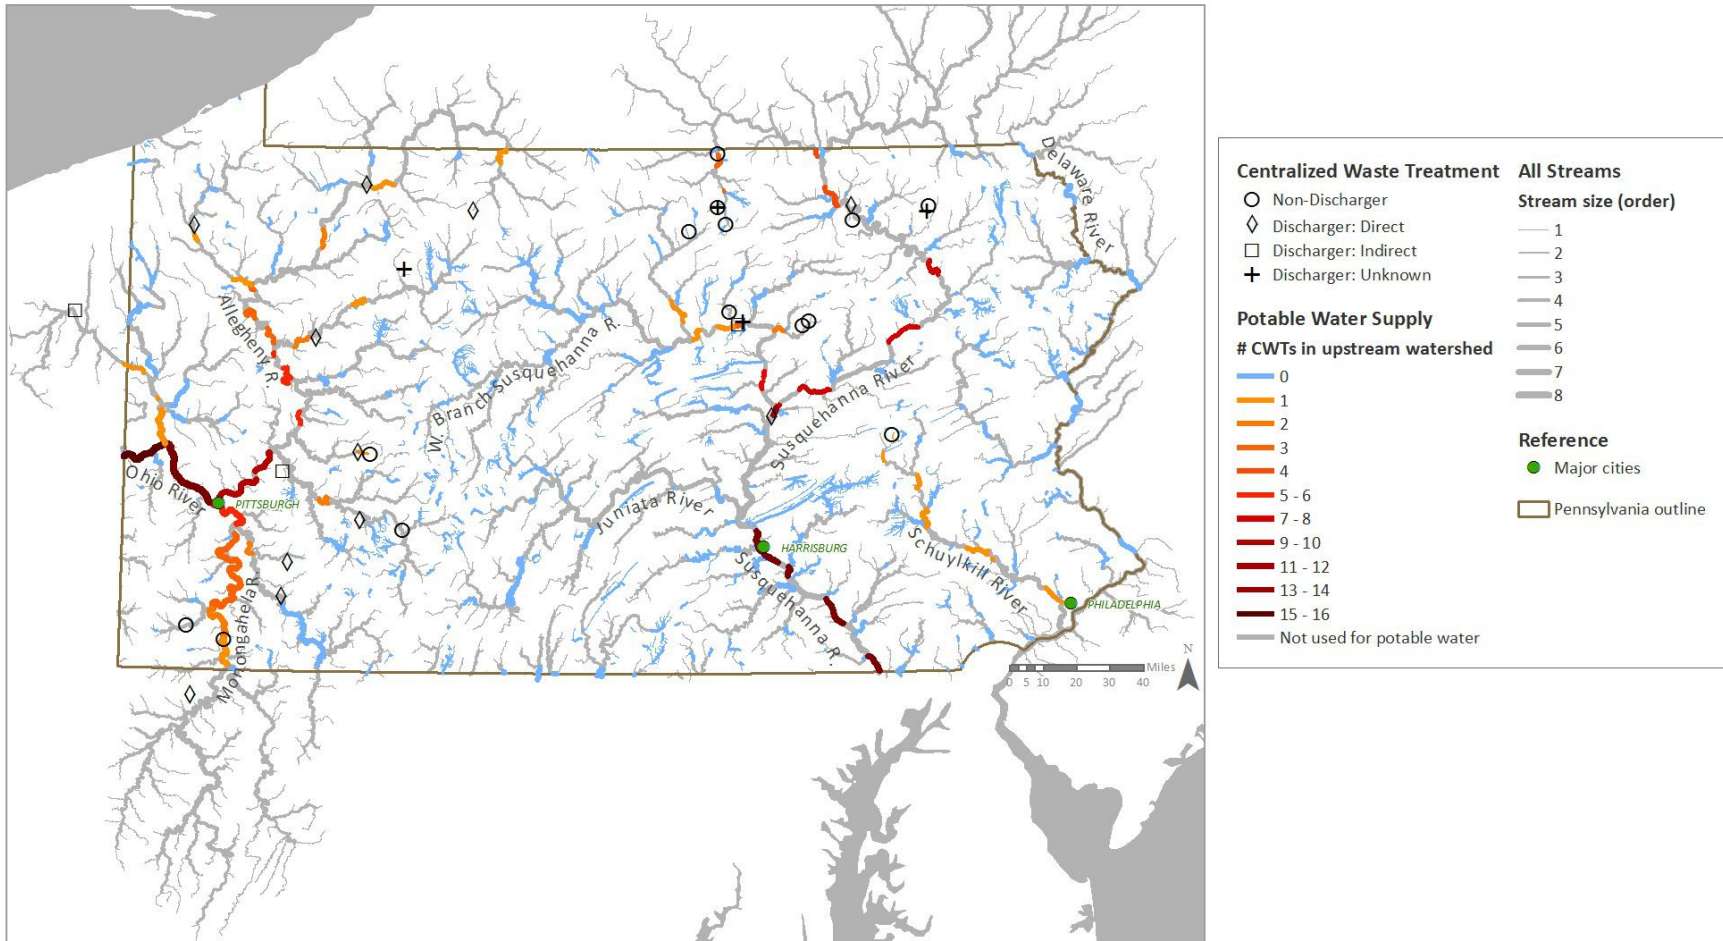 Delaware River
Allegheny R.
W. Branch Susquehanna R.
Susquehanna River
Ohio River
PITTSBURGH
Juniata River
HARRISBURG
Susquehanna R.
Schuylkill River
PHILADELPHIA
Monongahela R.
N
Miles
0 5 10 20 30 40
Centralized Waste Treatment
Non-Discharger
Discharger: Direct
Discharger: Indirect
Discharger: Unknown
Potable Water Supply
# CWTs in upstream watershed
0
1
2
3
4
5 - 6
7 - 8
9 - 10
11 - 12
13 - 14
15 - 16
Not used for potable water
All Streams
Stream size (order)
1
2
3
4
5
6
7
8
Reference
Major cities
Pennsylvania outline